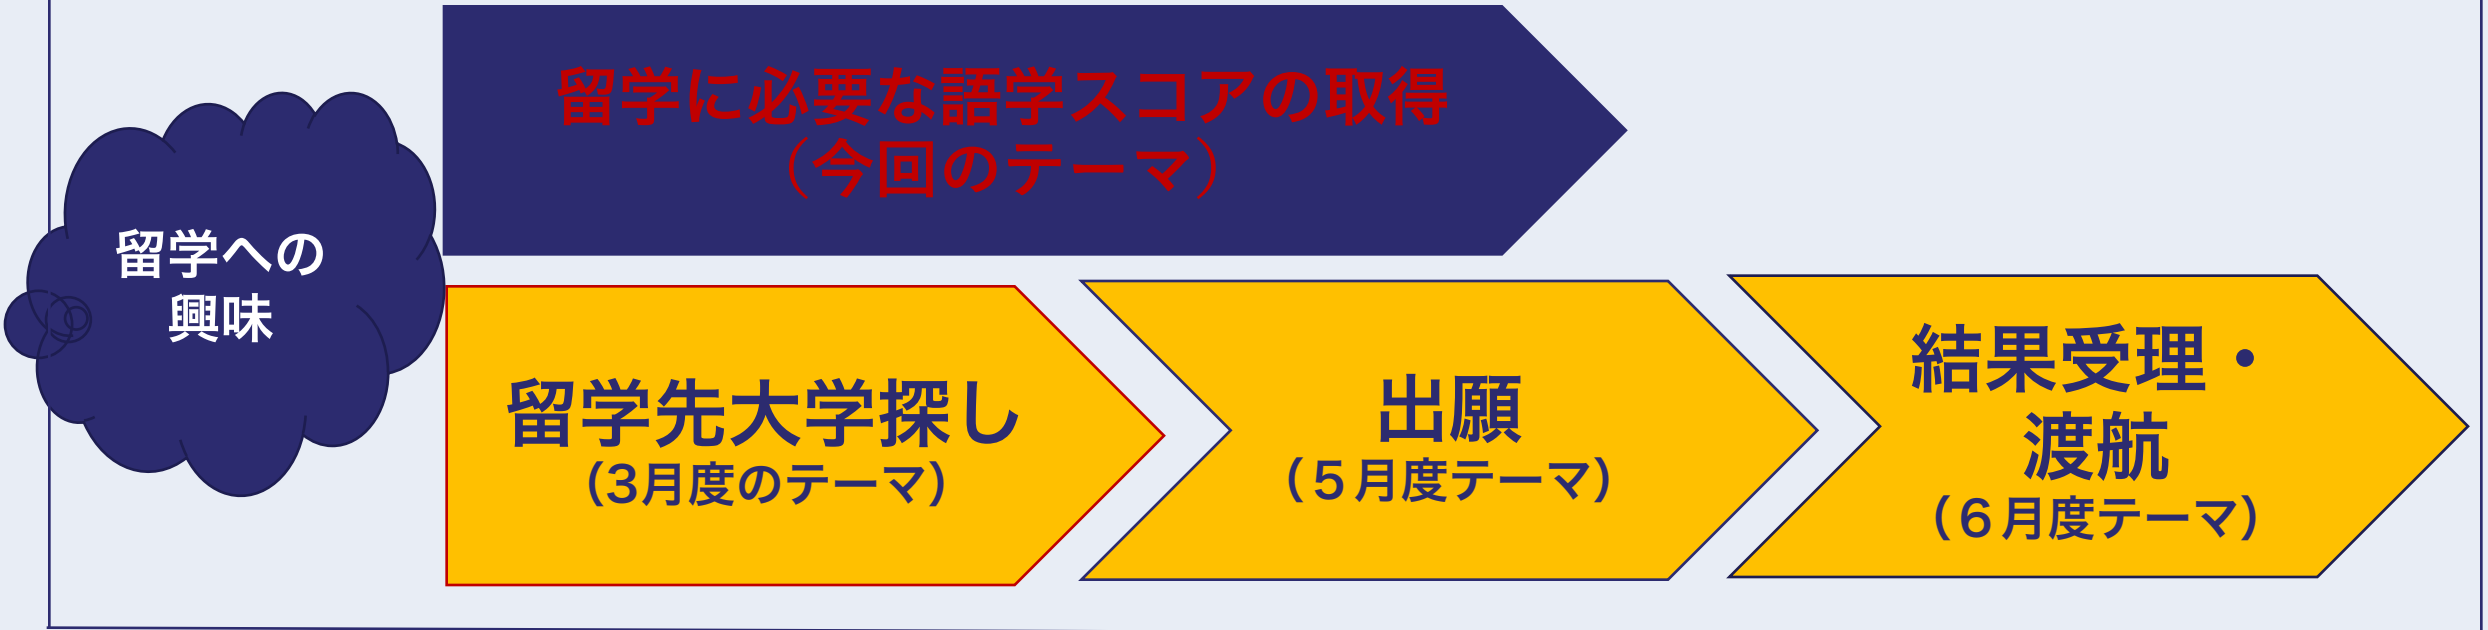 留学に必要な語学スコアの取得
（今回のテーマ）
留学への
興味
留学先大学探し
（3月度のテーマ）
出願
（５月度テーマ）
結果受理・
渡航
（６月度テーマ）